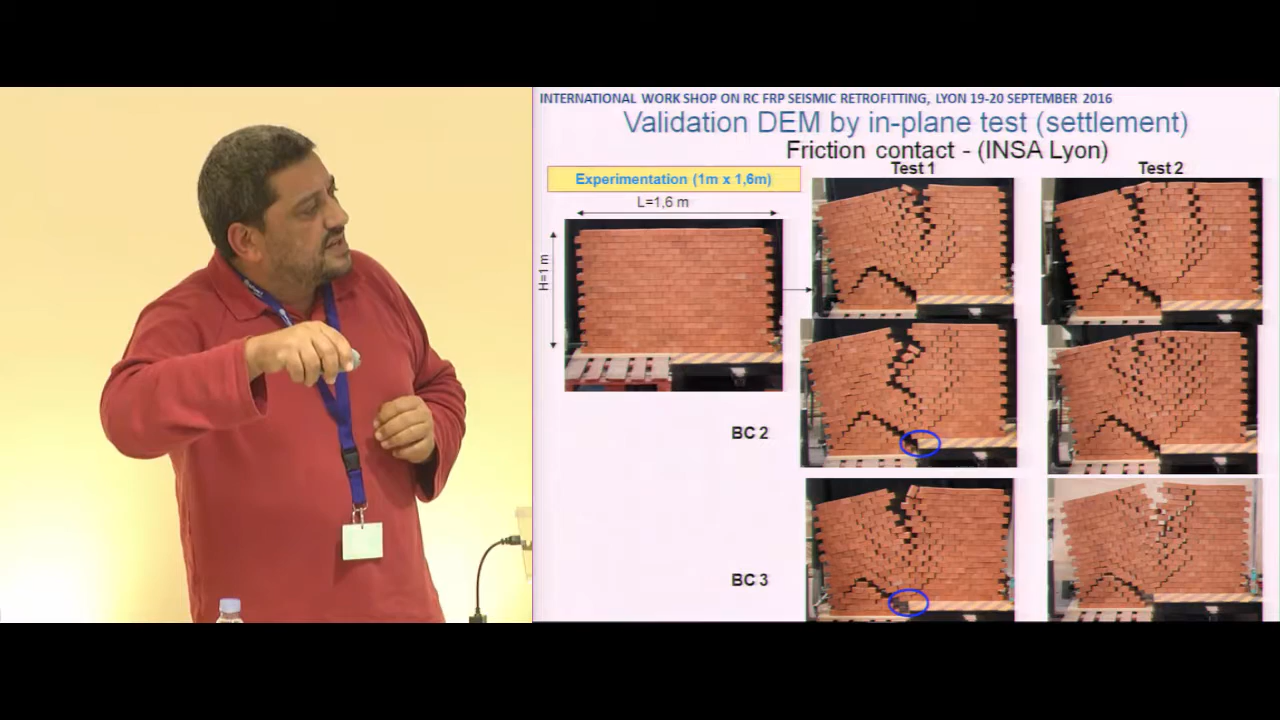 INTERNATIONAL WORK SHOP ON RC FRP SEISMIC RETROFITTING, LYON 19-20 SEPTEMBER 2016
Validation DEM by in-plane test (settlement)
Friction contact - (INSA Lyon)
Test 1
Test 2
Experimentation (1m x 1,6m)
L=1,6 m
H=1 m
BC 2
BC 3